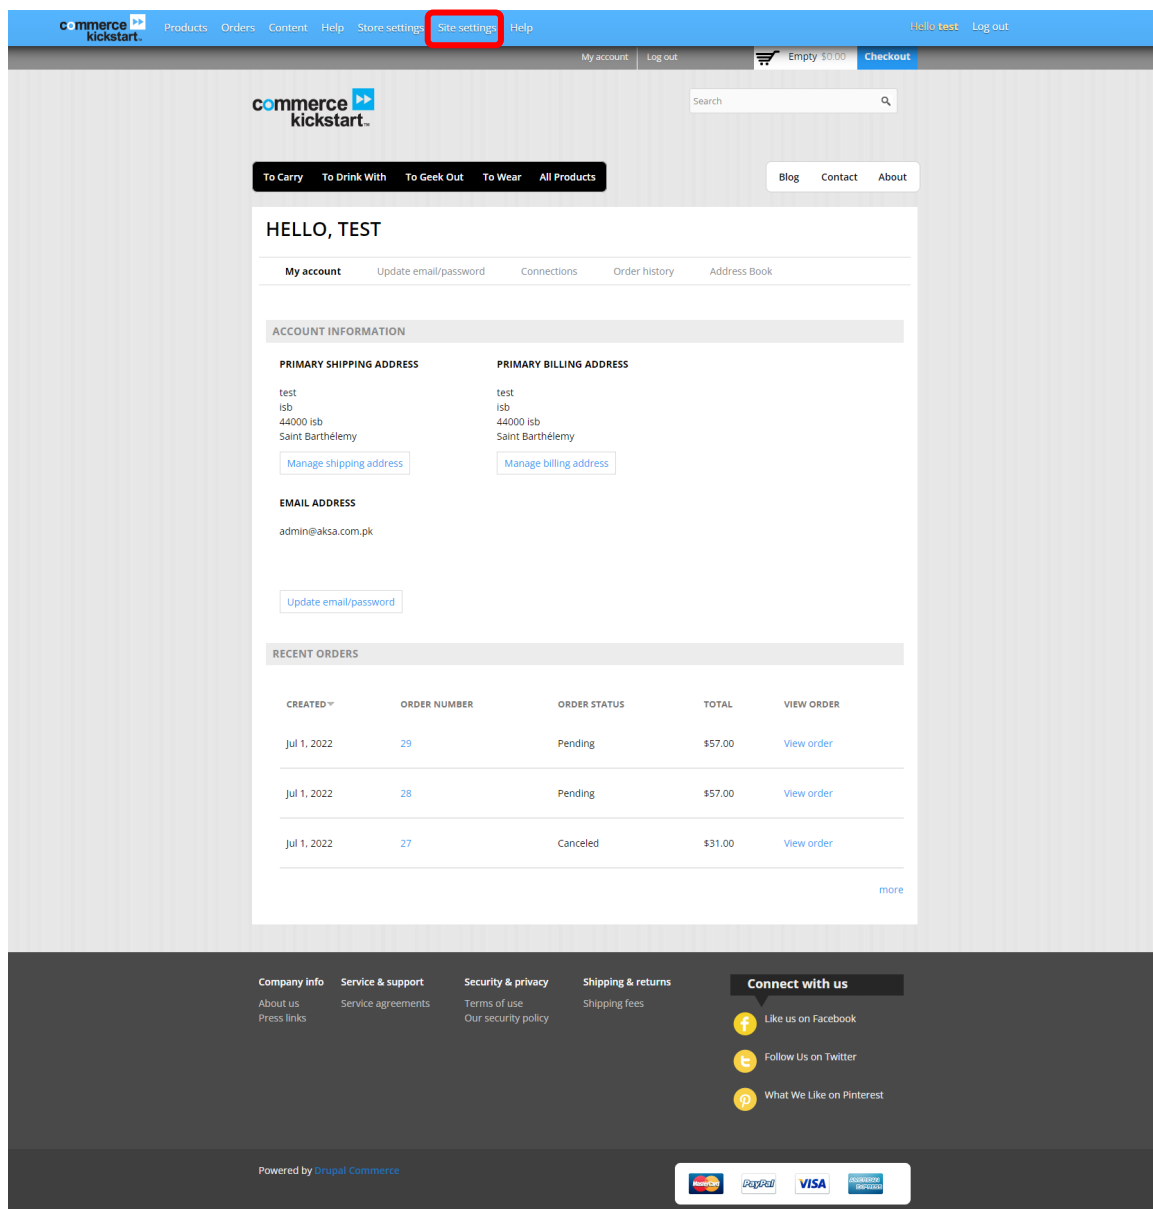 commerce kickstart. Products Orders Content Help Store settings Site settings Help Hello test Log out
My account Log out Empty $0.00 Checkout
commerce
kickstart™
Search
To Carry To Drink With To Geek Out To Wear All Products Blog Contact About
HELLO, TEST
My account Update email/password Connections Order history Address Book
ACCOUNT INFORMATION
PRIMARY SHIPPING ADDRESS PRIMARY BILLING ADDRESS
test test
isb isb
44000 isb 44000 isb
Saint Barthélemy Saint Barthélemy
Manage shipping address Manage billing address
EMAIL ADDRESS
admin@aksa.com.pk
Update email/password
RECENT ORDERS
CREATED ORDER NUMBER ORDER STATUS TOTAL VIEW ORDER
Jul 1, 2022 29 Pending $57.00 View order
Jul 1, 2022 28 Pending $57.00 View order
Jul 1, 2022 27 Canceled $31.00 View order
more
Company info Service & support Security & privacy Shipping & returns Connect with us
About us Service agreements Terms of use Shipping fees
Press links Our security policy
Like us on Facebook
Follow Us on Twitter
What We Like on Pinterest
Powered by Drupal Commerce
MasterCard PayPal VISA AMERICAN EXPRESS